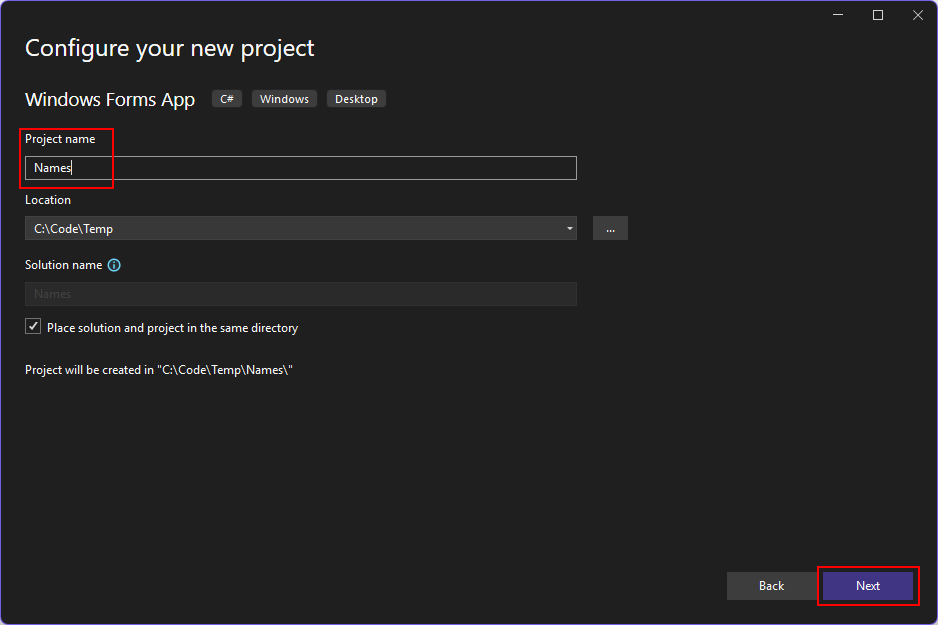 Configure your new project
Windows Forms App C# Windows Desktop
Project name
Names
Location
C:\Code\Temp ...
Solution name
Names
Place solution and project in the same directory
Project will be created in "C:\Code\Temp\Names\"
Back Next